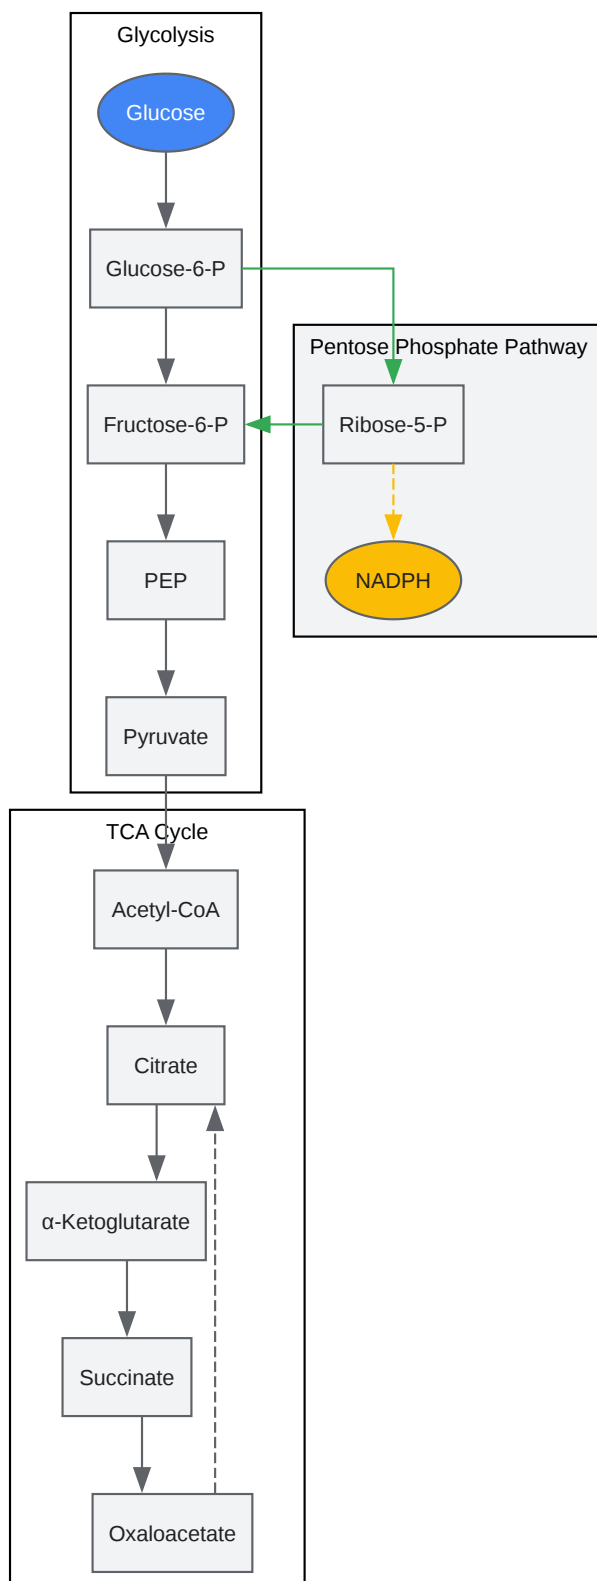 Glycolysis
Glucose
Glucose-6-P
Pentose Phosphate Pathway
Fructose-6-P
Ribose-5-P
PEP
NADPH
Pyruvate
TCA Cycle
Acetyl-CoA
Citrate
α-Ketoglutarate
Succinate
Oxaloacetate